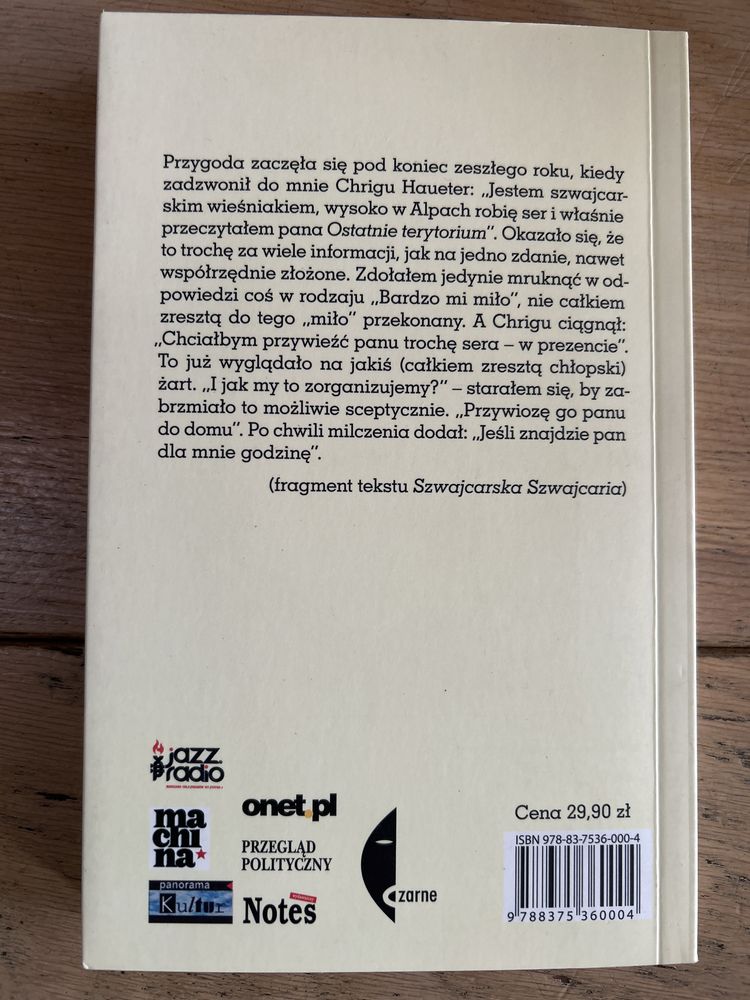 Przygoda zaczęła się pod koniec zeszłego roku, kiedy
zadzwonił do mnie Chrigu Haueter: „Jestem szwajcar-
skim wieśniakiem, wysoko w Alpach robię ser i właśnie
przeczytałem pana Ostatnie terytorium”. Okazało się, że
to trochę za wiele informacji, jak na jedno zdanie, nawet
współrzędnie złożone. Zdołałem jedynie mruknąć w od-
powiedzi coś w rodzaju „Bardzo mi miło”, nie całkiem
zresztą do tego „miło” przekonany. A Chrigu ciągnął:
„Chciałbym przywieźć panu trochę sera – w prezencie”.
To już wyglądało na jakiś (całkiem zresztą chłopski)
żart. „I jak my to zorganizujemy?” – starałem się, by za-
brzmiało to możliwie sceptycznie. „Przywiozę go panu
do domu”. Po chwili milczenia dodał: „Jeśli znajdzie pan
dla mnie godzinę”.
(fragment tekstu Szwajcarska Szwajcaria)
jazz
radio
onet.pl
ma
chi
na
PRZEGLĄD
POLITYCZNY
panorama
Kultur
Notes
Czarne
Cena 29,90 zł
ISBN 978-83-7536-000-4
9 788375 360004